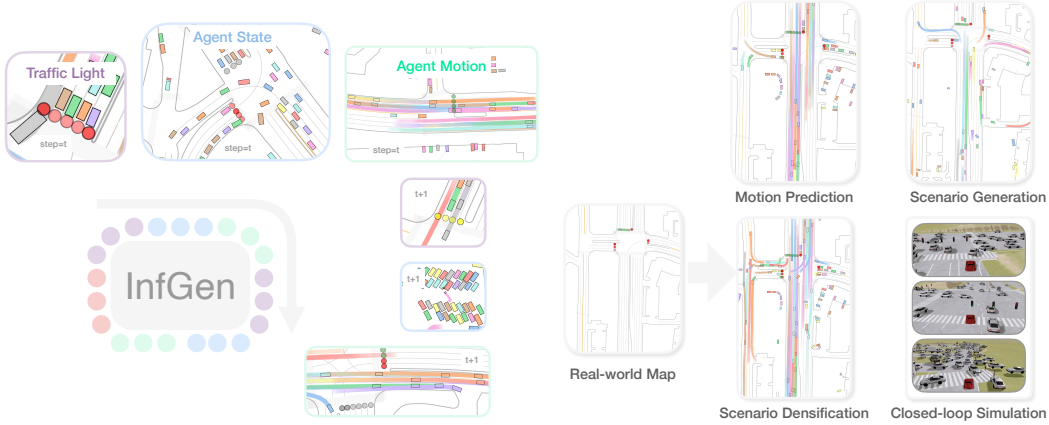 Traffic Light
step=t
Agent State
step=t
Agent Motion
step=t
t+1
t+1
t+1
InfGen
Real-world Map
Motion Prediction
Scenario Generation
Scenario Densification
Closed-loop Simulation